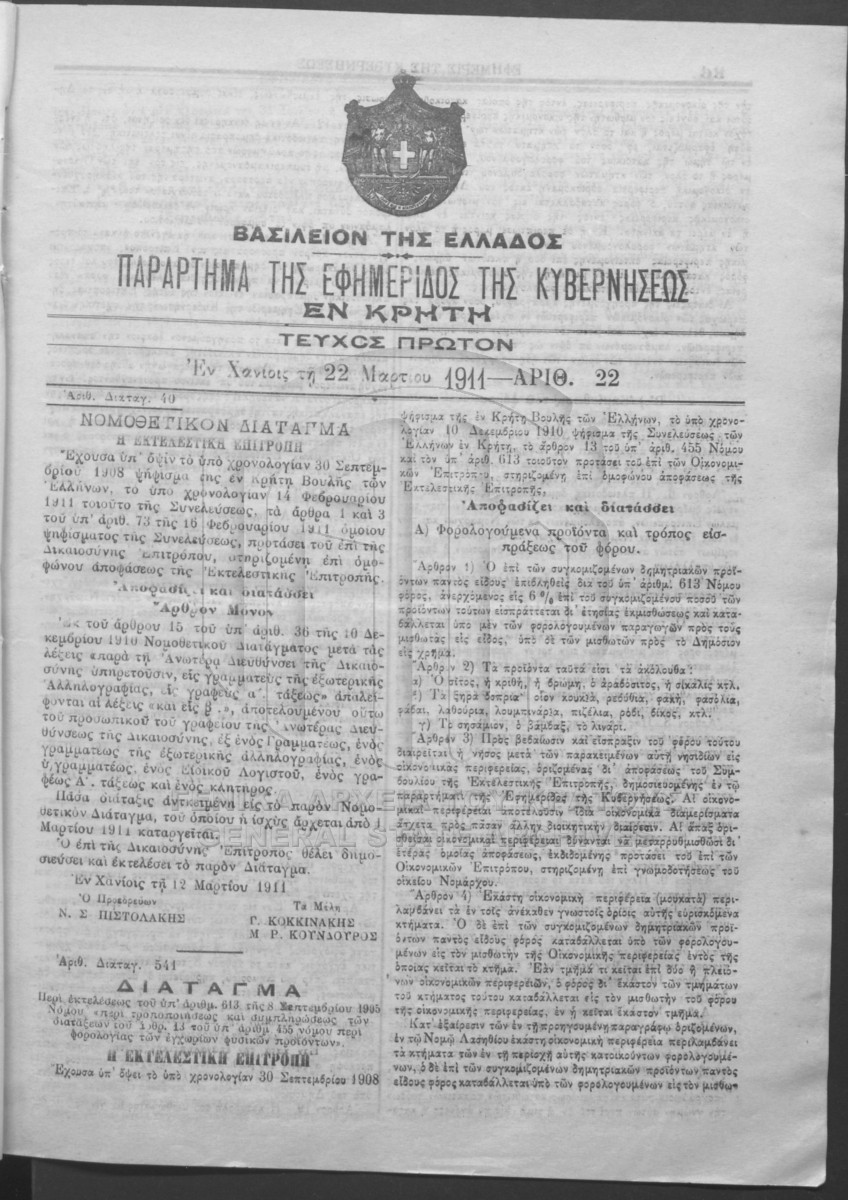 ΒΑΣΙΛΕΙΟΝ ΤΗΣ ΕΛΛΑΔΟΣ
ΠΑΡΑΡΤΗΜΑ ΤΗΣ ΕΦΗΜΕΡΙΔΟΣ ΤΗΣ ΚΥΒΕΡΝΗΣΕΩΣ
ΕΝ ΚΡΗΤΗ
ΤΕΥΧΟΣ ΠΡΩΤΟΝ
Ἐν Χανίοις τῇ 22 Μαρτίου 1911—ΑΡΙΘ. 22
Ἀριθ. Διαταγ. 40
ΝΟΜΟΘΕΤΙΚΟΝ ΔΙΑΤΑΓΜΑ
Η ΕΚΤΕΛΕΣΤΙΚΗ ΕΠΙΤΡΟΠΗ
Ἔχουσα ὑπ' ὄψιν τὸ ὑπὸ χρονολογίαν 30 Σεπτεμ-
βρίου 1908 ψήφισμα τῆς ἐν Κρήτῃ Βουλῆς τῶν
Ἑλλήνων, τὸ ὑπὸ χρονολογίαν 14 Φεβρουαρίου
1911 τοιοῦτο τῆς Συνελεύσεως, τὰ ἄρθρα 1 καὶ 3
τοῦ ὑπ' ἀριθ. 73 τῆς 16 Φεβρουαρίου 1911 ὁμοίου
ψηφίσματος τῆς Συνελεύσεως, προτάσει τοῦ ἐπὶ τῆς
Δικαιοσύνης Ἐπιτρόπου, στηριζομένῃ ἐπὶ ὁμο-
φώνου ἀποφάσεως τῆς Ἐκτελεστικῆς Ἐπιτροπῆς,
Ἀποφασίζει καὶ διατάσσει
Ἄρθρον Μόνον
Ἐκ τοῦ ἄρθρου 15 τοῦ ὑπ' ἀριθ. 36 τῆς 10 Δε-
κεμβρίου 1910 Νομοθετικοῦ Διατάγματος μετὰ τὰς
λέξεις «παρὰ τῇ Ἀνωτέρᾳ Διευθύνσει τῆς Δικαιο-
σύνης ὑπηρετοῦσιν, εἷς γραμματεὺς τῆς ἐξωτερικῆς
Ἀλληλογραφίας, εἷς γραφεὺς α΄. τάξεως» ἀπαλεί-
φονται αἱ λέξεις «καὶ εἷς β΄.», ἀποτελουμένου οὕτω
τοῦ προσωπικοῦ τοῦ γραφείου τῆς Ἀνωτέρας Διευ-
θύνσεως τῆς Δικαιοσύνης, ἐξ ἑνὸς Γραμματέως, ἑνὸς
γραμματέως τῆς ἐξωτερικῆς ἀλληλογραφίας, ἑνὸς
ὑπογραμματέως, ἑνὸς Εἰδικοῦ Λογιστοῦ, ἑνὸς γρα-
φέως Α΄. τάξεως καὶ ἑνὸς κλητῆρος.
Πᾶσα διάταξις ἀντικειμένη εἰς τὸ παρὸν Νομο-
θετικὸν Διάταγμα, τοῦ ὁποίου ἡ ἰσχὺς ἄρχεται ἀπὸ 1
Μαρτίου 1911 καταργεῖται.
Ὁ ἐπὶ τῆς Δικαιοσύνης Ἐπίτροπος θέλει δημο-
σιεύσει καὶ ἐκτελέσει τὸ παρὸν Διάταγμα.
Ἐν Χανίοις τῇ 12 Μαρτίου 1911
Ὁ Προεδρεύων Τὰ Μέλη
Ν. Σ ΠΙΣΤΟΛΑΚΗΣ Γ. ΚΟΚΚΙΝΑΚΗΣ
Μ Ρ. ΚΟΥΝΔΟΥΡΟΣ
Ἀριθ. Διαταγ. 541
ΔΙΑΤΑΓΜΑ
Περὶ ἐκτελέσεως τοῦ ὑπ' ἀριθμ. 613 τῆς 8 Σεπτεμβρίου 1905
Νόμου «περὶ τροποποιήσεως καὶ συμπληρώσεως τῶν
διατάξεων τοῦ Ἄρθρ. 13 τοῦ ὑπ' ἀριθμ 455 νόμου περὶ
φορολογίας τῶν ἐγχωρίων φυσικῶν προϊόντων».
Η ΕΚΤΕΛΕΣΤΙΚΗ ΕΠΙΤΡΟΠΗ
Ἔχουσα ὑπ' ὄψει τὸ ὑπὸ χρονολογίαν 30 Σεπτεμβρίου 1908
ψήφισμα τῆς ἐν Κρήτῃ Βουλῆς τῶν Ἑλλήνων, τὸ ὑπὸ χρονο-
λογίαν 10 Δεκεμβρίου 1910 ψήφισμα τῆς Συνελεύσεως τῶν
Ἑλλήνων ἐν Κρήτῃ, τὸ ἄρθρον 13 τοῦ ὑπ' ἀριθ. 455 Νόμου
καὶ τὸν ὑπ' ἀριθ. 613 τοιοῦτον προτάσει τοῦ ἐπὶ τῶν Οἰκονομι-
κῶν Ἐπιτρόπου, στηριζομένῃ ἐπὶ ὁμοφώνου ἀποφάσεως τῆς
Ἐκτελεστικῆς Ἐπιτροπῆς,
Ἀποφασίζει καὶ διατάσσει
Α) Φορολογούμενα προϊόντα καὶ τρόπος εἰσ-
πράξεως τοῦ φόρου.
Ἄρθρον 1) Ὁ ἐπὶ τῶν συγκομιζομένων δημητριακῶν προϊ-
όντων παντὸς εἴδους ἐπιβληθεὶς διὰ τοῦ ὑπ' ἀριθμ. 613 Νόμου
φόρος, ἀνερχόμενος εἰς 6 % ἐπὶ τοῦ συγκομιζομένου ποσοῦ τῶν
προϊόντων τούτων εἰσπράττεται δι' ἐτησίας ἐκμισθώσεως καὶ κατα-
βάλλεται ὑπὸ μὲν τῶν φορολογουμένων παραγωγῶν πρὸς τοὺς
μισθωτὰς εἰς εἶδος, ὑπὸ δὲ τῶν μισθωτῶν πρὸς τὸ Δημόσιον
εἰς χρῆμα.
Ἄρθρον 2) Τὰ προϊόντα ταῦτά εἰσι τὰ ἀκόλουθα:
α) Ὁ σῖτος, ἡ κριθή, ἡ βρώμη, ὁ ἀραβόσιτος, ἡ σίκαλις κτλ.
β) Τὰ ξηρὰ ὄσπρια οἷον κουκιά, ρεβύθια, φακῆ, φασόλια,
φάβαι, λαθούρια, λουμπινάρια, πιζέλια, ρόβι, βίκος, κτλ.
γ) Τὸ σησάμιον, ὁ βάμβαξ, τὸ λινάρι.
Ἄρθρον 3) Πρὸς βεβαίωσιν καὶ εἴσπραξιν τοῦ φόρου τούτου
διαιρεῖται ἡ νῆσος μετὰ τῶν παρακειμένων αὐτῇ νησιδίων εἰς
οἰκονομικὰς περιφερείας, ὁριζομένας δι' ἀποφάσεως τοῦ Συμ-
βουλίου τῆς Ἐκτελεστικῆς Ἐπιτροπῆς, δημοσιευομένης ἐν τῷ
παραρτήματι τῆς Ἐφημερίδος τῆς Κυβερνήσεως. Αἱ οἰκονο-
μικαὶ περιφέρειαι ἀποτελοῦσιν ἴδια οἰκονομικὰ διαμερίσματα
ἄσχετα πρὸς πᾶσαν ἄλλην διοικητικὴν διαίρεσιν. Αἱ ἅπαξ ὁρι-
σθεῖσαι οἰκονομικαὶ περιφέρειαι δύνανται νὰ μεταρρυθμισθῶσι δι'
ἑτέρας ὁμοίας ἀποφάσεως, ἐκδιδομένης προτάσει τοῦ ἐπὶ τῶν
Οἰκονομικῶν Ἐπιτρόπου, στηριζομένῃ ἐπὶ γνωμοδοτήσεως τοῦ
οἰκείου Νομάρχου.
Ἄρθρον 4) Ἑκάστη οἰκονομικὴ περιφέρεια (μουκατᾶ) περι-
λαμβάνει τὰ ἐν τοῖς ἀνέκαθεν γνωστοῖς ὁρίοις αὐτῆς εὑρισκόμενα
κτήματα. Ὁ δὲ ἐπὶ τῶν συγκομιζομένων δημητριακῶν προϊ-
όντων παντὸς εἴδους φόρος καταβάλλεται ὑπὸ τῶν φορολογου-
μένων εἰς τὸν μισθωτὴν τῆς Οἰκονομικῆς περιφερείας ἐντὸς τῆς
ὁποίας κεῖται τὸ κτῆμα. Ἐὰν τμῆμά τι κεῖται ἐπὶ δύο ἢ πλειό-
νων οἰκονομικῶν περιφερειῶν, ὁ φόρος δι' ἕκαστον τῶν τμημάτων
τοῦ κτήματος τούτου καταβάλλεται εἰς τὸν μισθωτὴν τοῦ φόρου
τῆς οἰκονομικῆς περιφερείας, ἐν ᾗ κεῖται ἕκαστον τμῆμα.
Κατ' ἐξαίρεσιν τῶν ἐν τῇ προηγουμένῃ παραγράφῳ ὁριζομένων,
ἐν τῷ Νομῷ Λασηθίου ἑκάστη οἰκονομικὴ περιφέρεια περιλαμβάνει
τὰ κτήματα τῶν ἐν τῇ περιοχῇ αὐτῆς κατοικούντων φορολογουμέ-
νων, ὁ δὲ ἐπὶ τῶν συγκομιζομένων δημητριακῶν προϊόντων παντὸς
εἴδους φόρος καταβάλλεται ὑπὸ τῶν φορολογουμένων εἰς τὸν μισθω-